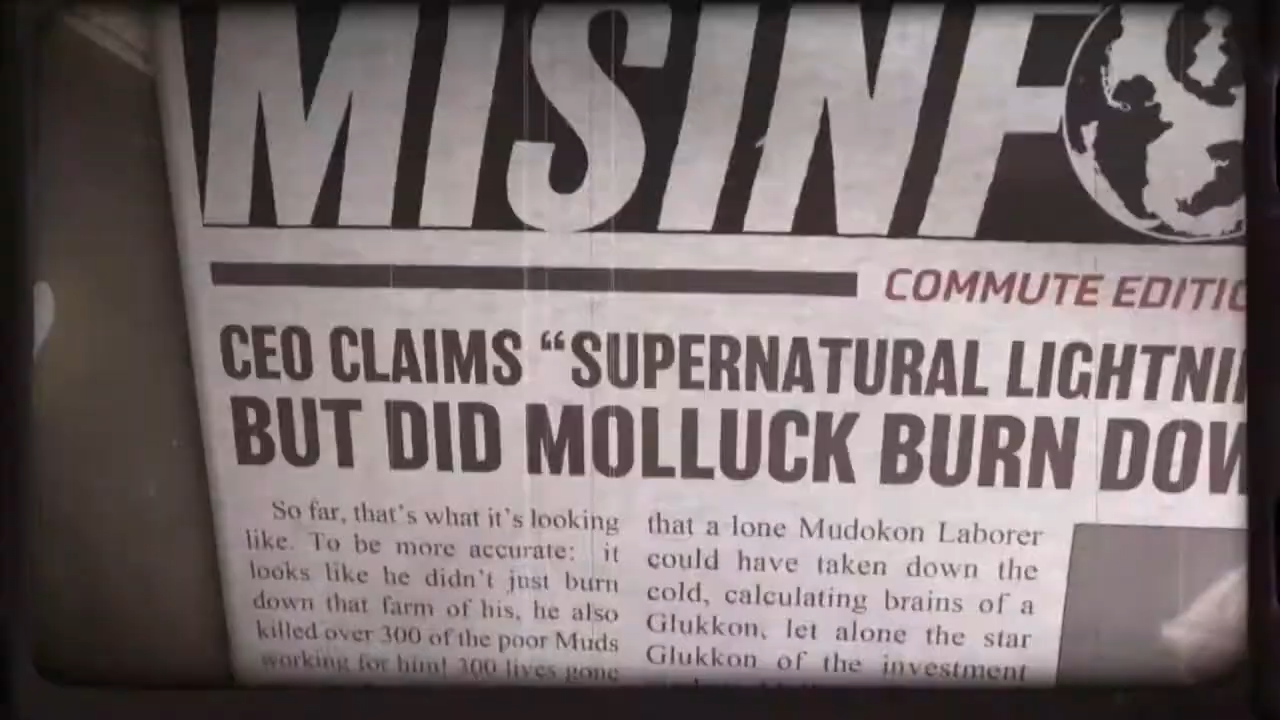 MISINFO
COMMUTE EDITIO
CEO CLAIMS “SUPERNATURAL LIGHTNIN
BUT DID MOLLUCK BURN DOW
So far, that’s what it’s looking
like. To be more accurate: it
looks like he didn’t just burn
down that farm of his, he also
killed over 300 of the poor Muds
working for him! 300 lives gone
that a lone Mudokon Laborer
could have taken down the
cold, calculating brains of a
Glukkon, let alone the star
Glukkon of the investment